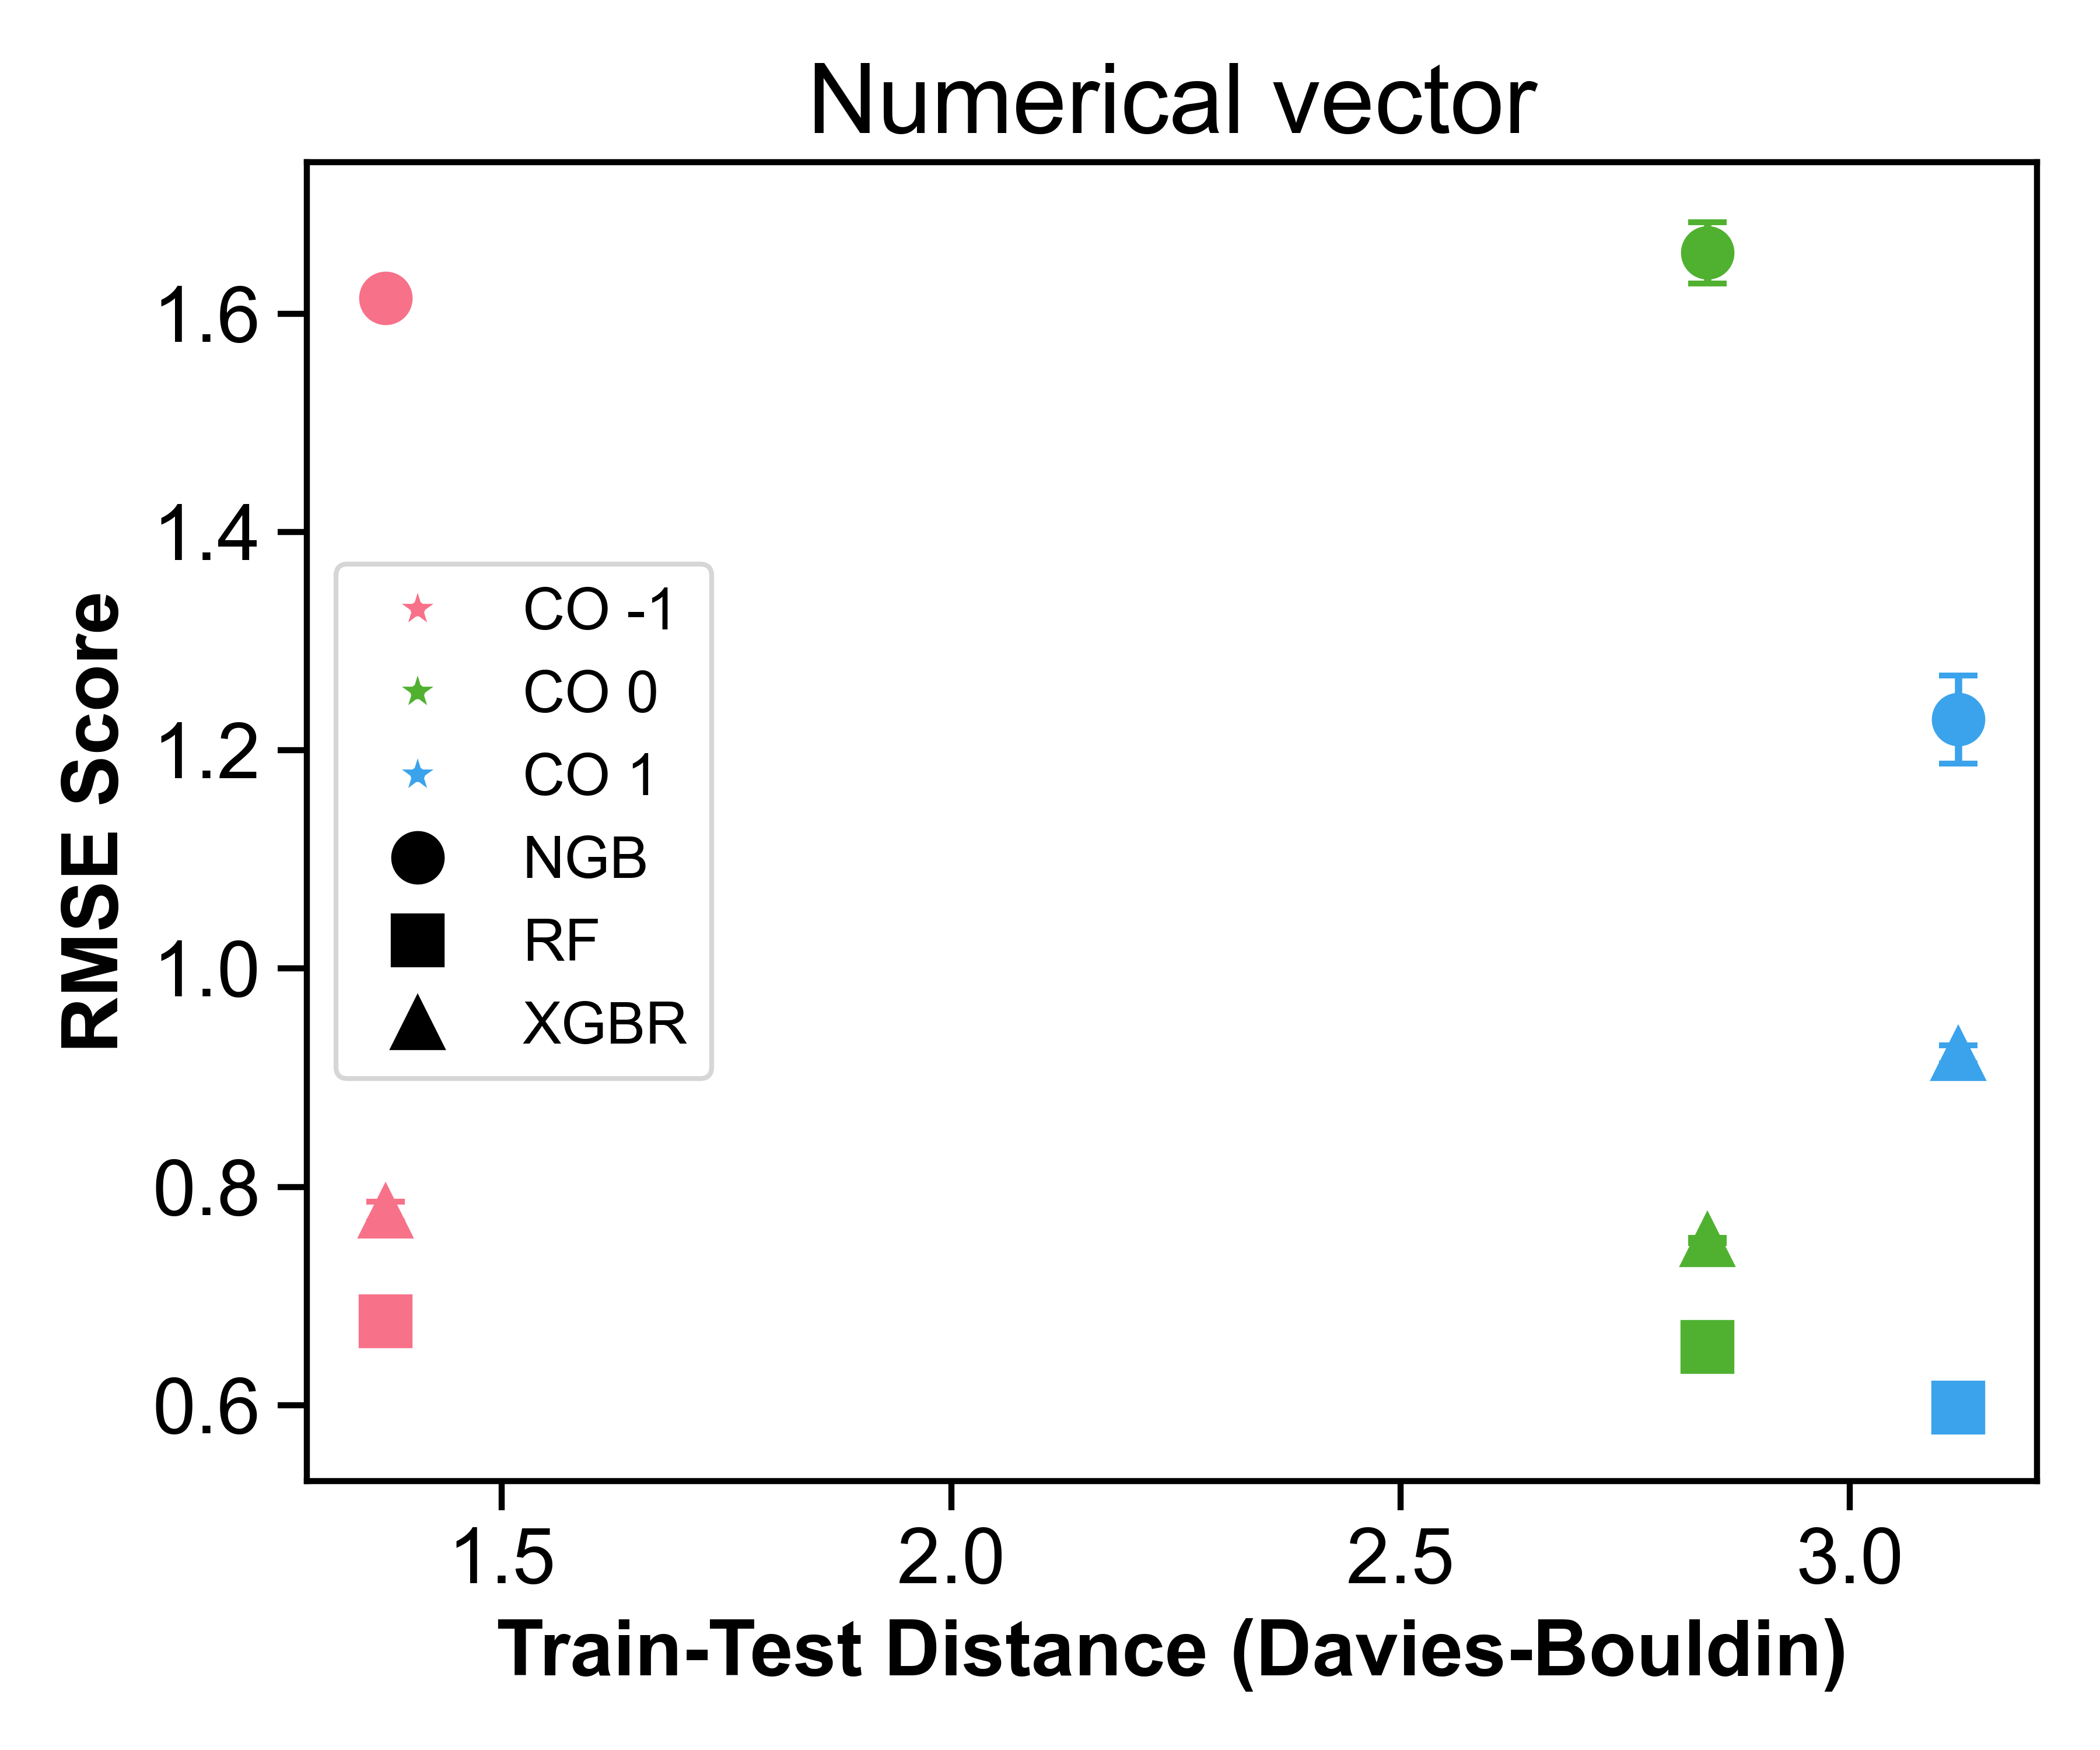 Numerical vector
RMSE Score
1.6
1.4
1.2
1.0
0.8
0.6
CO -1
CO 0
CO 1
NGB
RF
XGBR
1.5 2.0 2.5 3.0
Train-Test Distance (Davies-Bouldin)